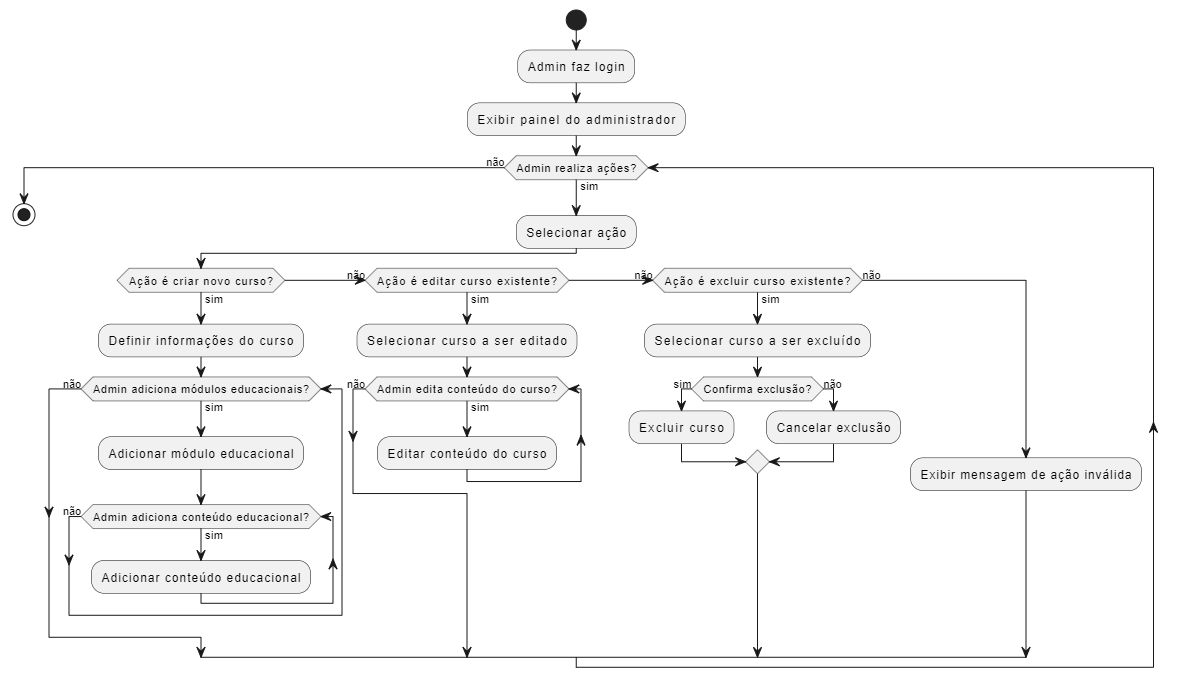 Admin faz login
Exibir painel do administrador
não
Admin realiza ações?
sim
Selecionar ação
Ação é criar novo curso?
não
Ação é editar curso existente?
não
Ação é excluir curso existente?
não
sim
sim
sim
Definir informações do curso
Selecionar curso a ser editado
Selecionar curso a ser excluído
não
Admin adiciona módulos educacionais?
não
Admin edita conteúdo do curso?
sim
Confirma exclusão?
não
sim
sim
Excluir curso
Cancelar exclusão
Adicionar módulo educacional
Editar conteúdo do curso
Exibir mensagem de ação inválida
não
Admin adiciona conteúdo educacional?
sim
Adicionar conteúdo educacional